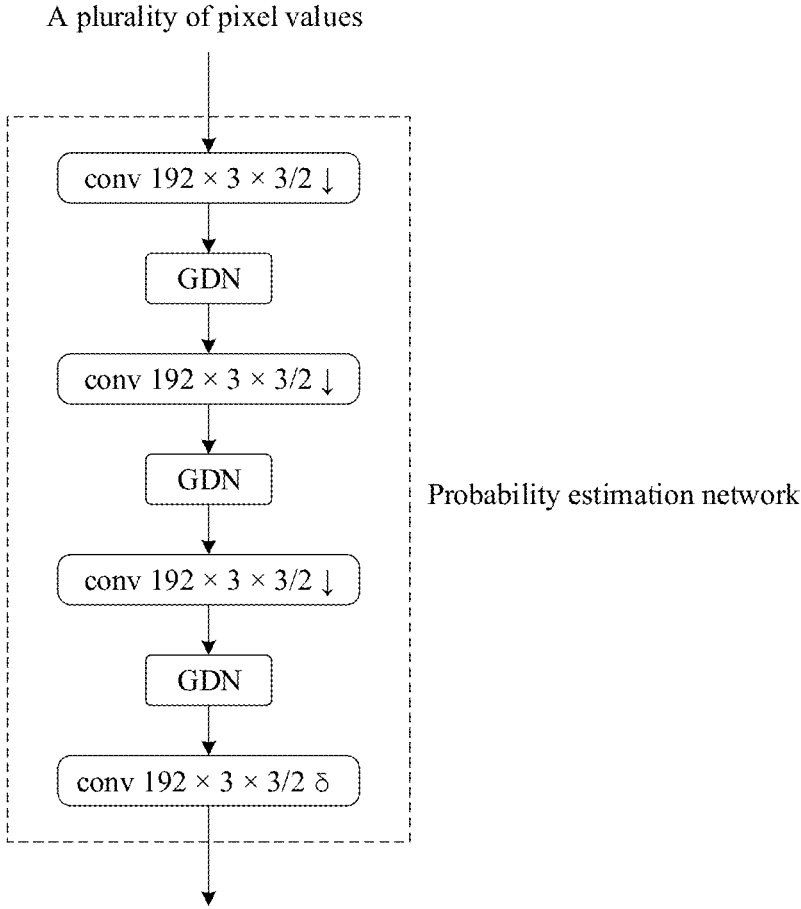 A plurality of pixel values
conv 192 × 3 × 3/2 ↓
GDN
conv 192 × 3 × 3/2 ↓
GDN
Probability estimation network
conv 192 × 3 × 3/2 ↓
GDN
conv 192 × 3 × 3/2 δ